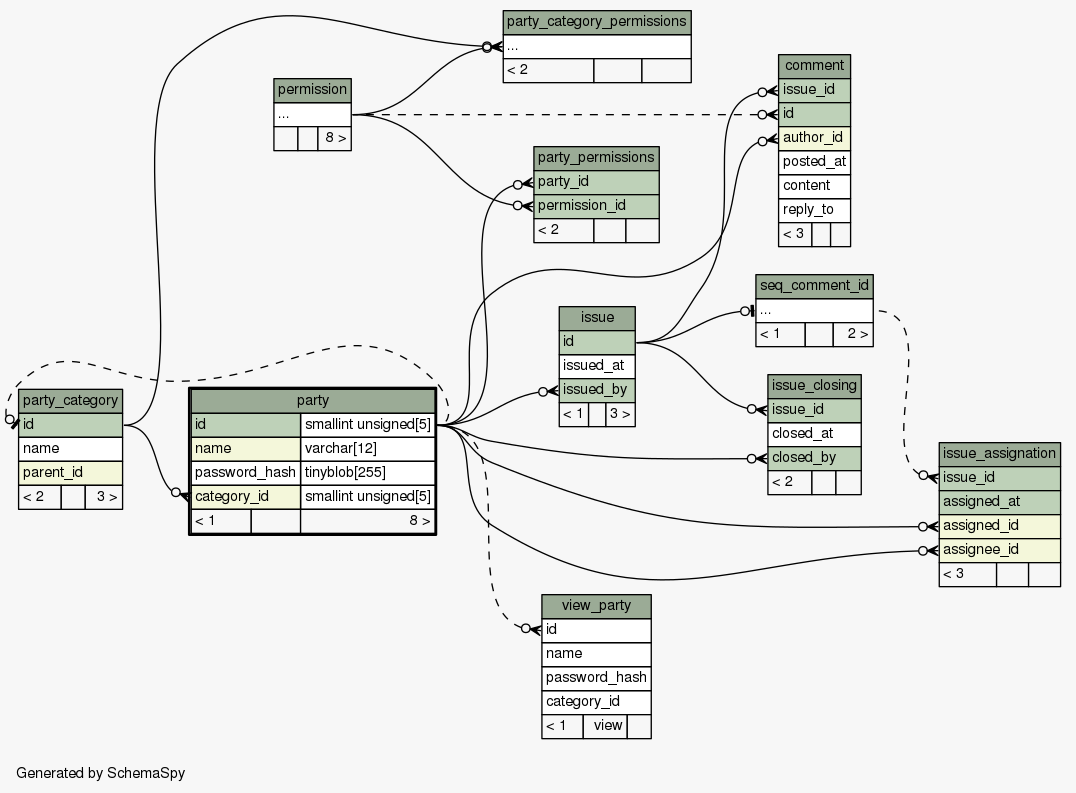 party_category_permissions
...
< 2
comment
issue_id
id
author_id
posted_at
content
reply_to
< 3
permission
...
8 >
party_permissions
party_id
permission_id
< 2
seq_comment_id
...
< 1 2 >
issue
id
issued_at
issued_by
< 1 3 >
issue_closing
issue_id
closed_at
closed_by
< 2
party_category
id
name
parent_id
< 2 3 >
party
id smallint unsigned[5]
name varchar[12]
password_hash tinyblob[255]
category_id smallint unsigned[5]
< 1 8 >
issue_assignation
issue_id
assigned_at
assigned_id
assignee_id
< 3
view_party
id
name
password_hash
category_id
< 1 view
Generated by SchemaSpy